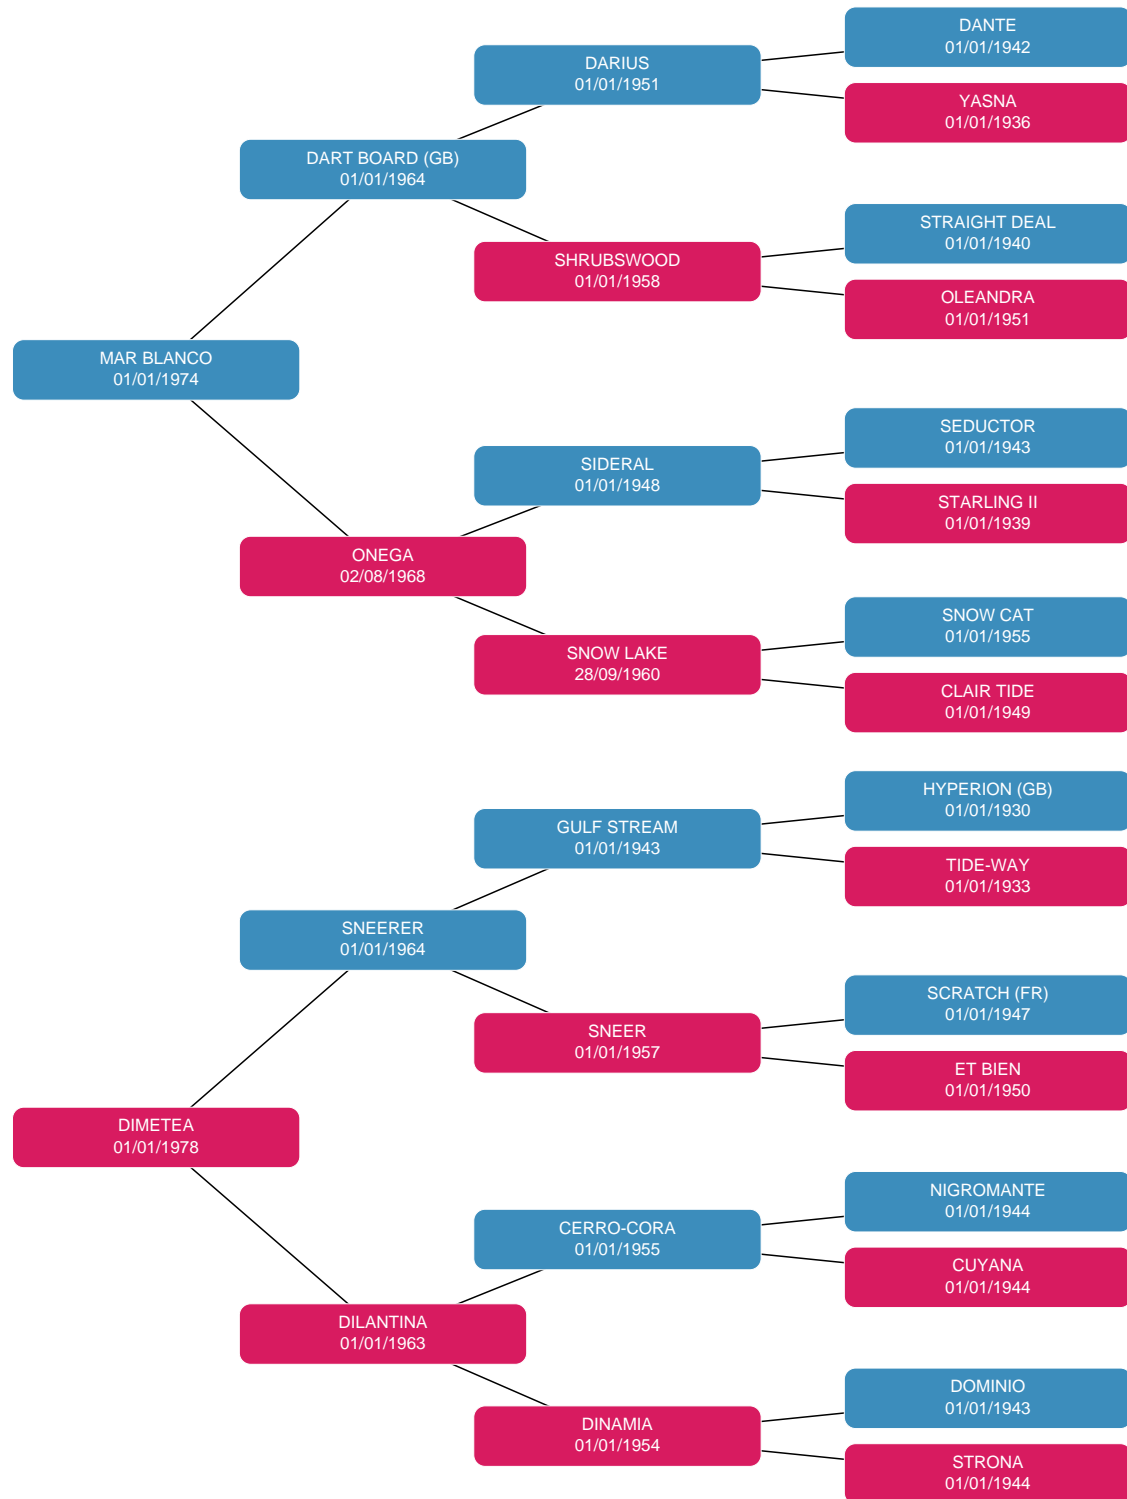 DANTE
01/01/1942
DARIUS
01/01/1951
YASNA
01/01/1936
DART BOARD (GB)
01/01/1964
STRAIGHT DEAL
01/01/1940
SHRUBSWOOD
01/01/1958
OLEANDRA
01/01/1951
MAR BLANCO
01/01/1974
SEDUCTOR
01/01/1943
SIDERAL
01/01/1948
STARLING II
01/01/1939
ONEGA
02/08/1968
SNOW CAT
01/01/1955
SNOW LAKE
28/09/1960
CLAIR TIDE
01/01/1949
HYPERION (GB)
01/01/1930
GULF STREAM
01/01/1943
TIDE-WAY
01/01/1933
SNEERER
01/01/1964
SCRATCH (FR)
01/01/1947
SNEER
01/01/1957
ET BIEN
01/01/1950
DIMETEA
01/01/1978
NIGROMANTE
01/01/1944
CERRO-CORA
01/01/1955
CUYANA
01/01/1944
DILANTINA
01/01/1963
DOMINIO
01/01/1943
DINAMIA
01/01/1954
STRONA
01/01/1944